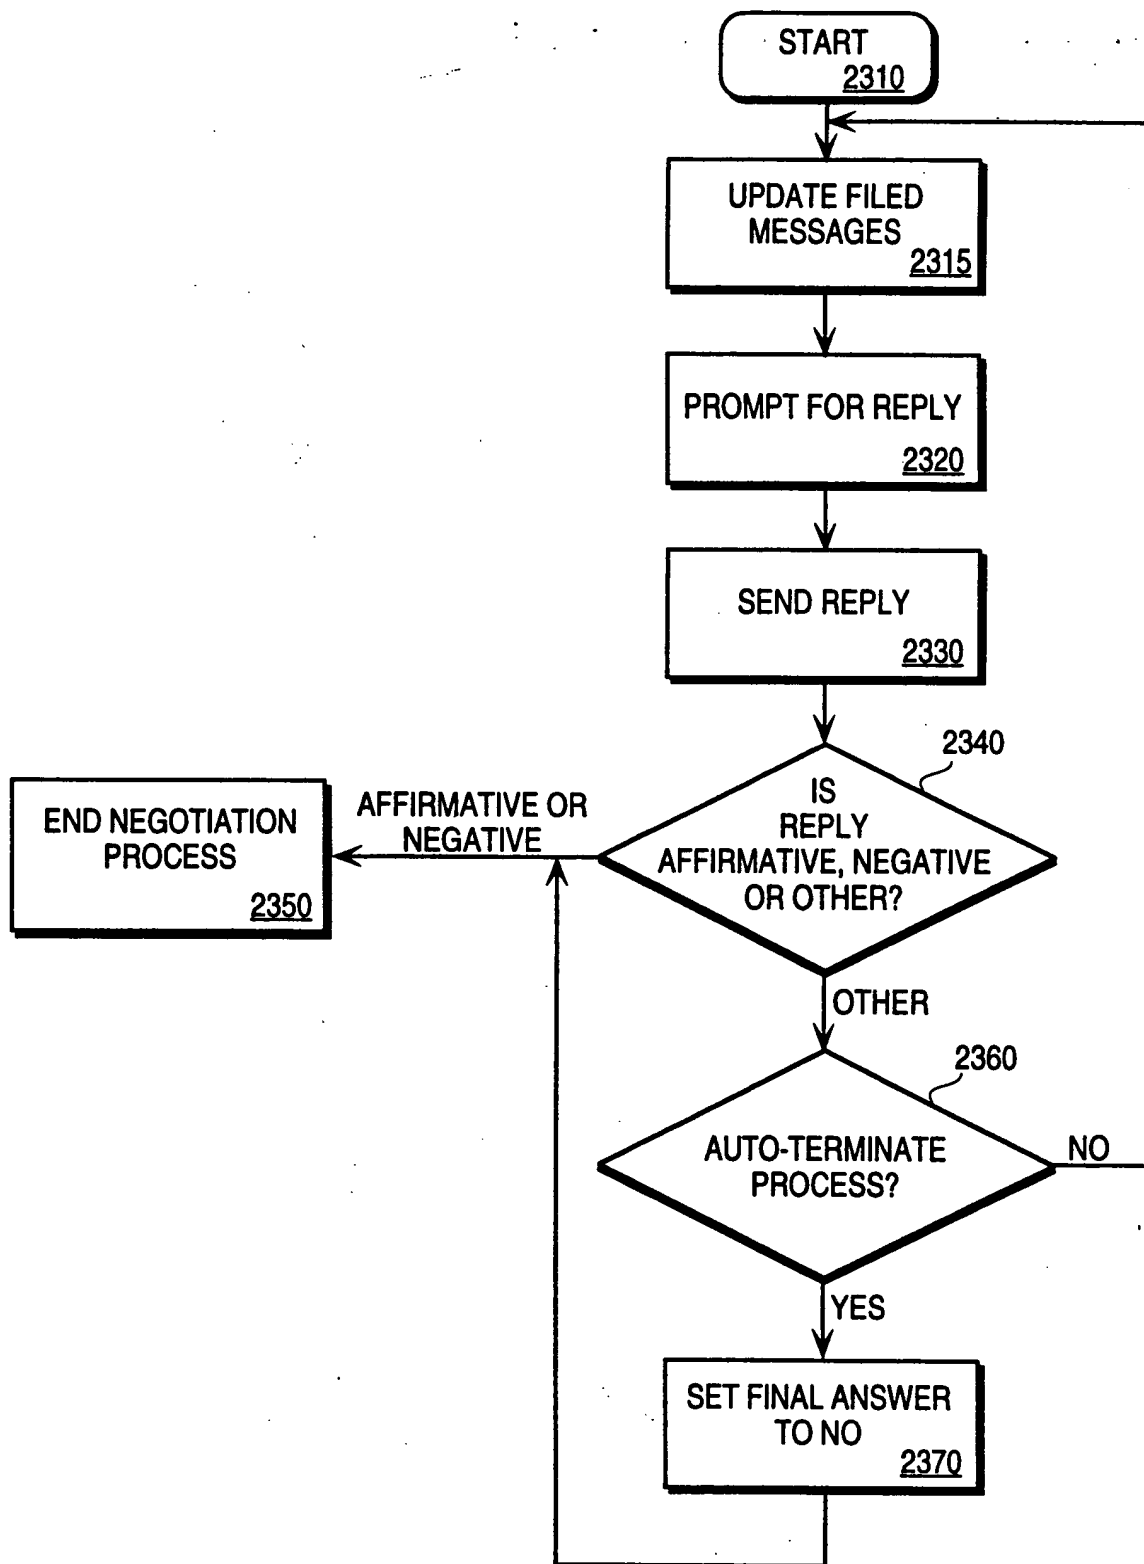 START
2310
UPDATE FILED
MESSAGES
2315
PROMPT FOR REPLY
2320
SEND REPLY
2330
2340
IS
REPLY
AFFIRMATIVE, NEGATIVE
OR OTHER?
AFFIRMATIVE OR
NEGATIVE
END NEGOTIATION
PROCESS
2350
OTHER
2360
AUTO-TERMINATE
PROCESS?
NO
YES
SET FINAL ANSWER
TO NO
2370